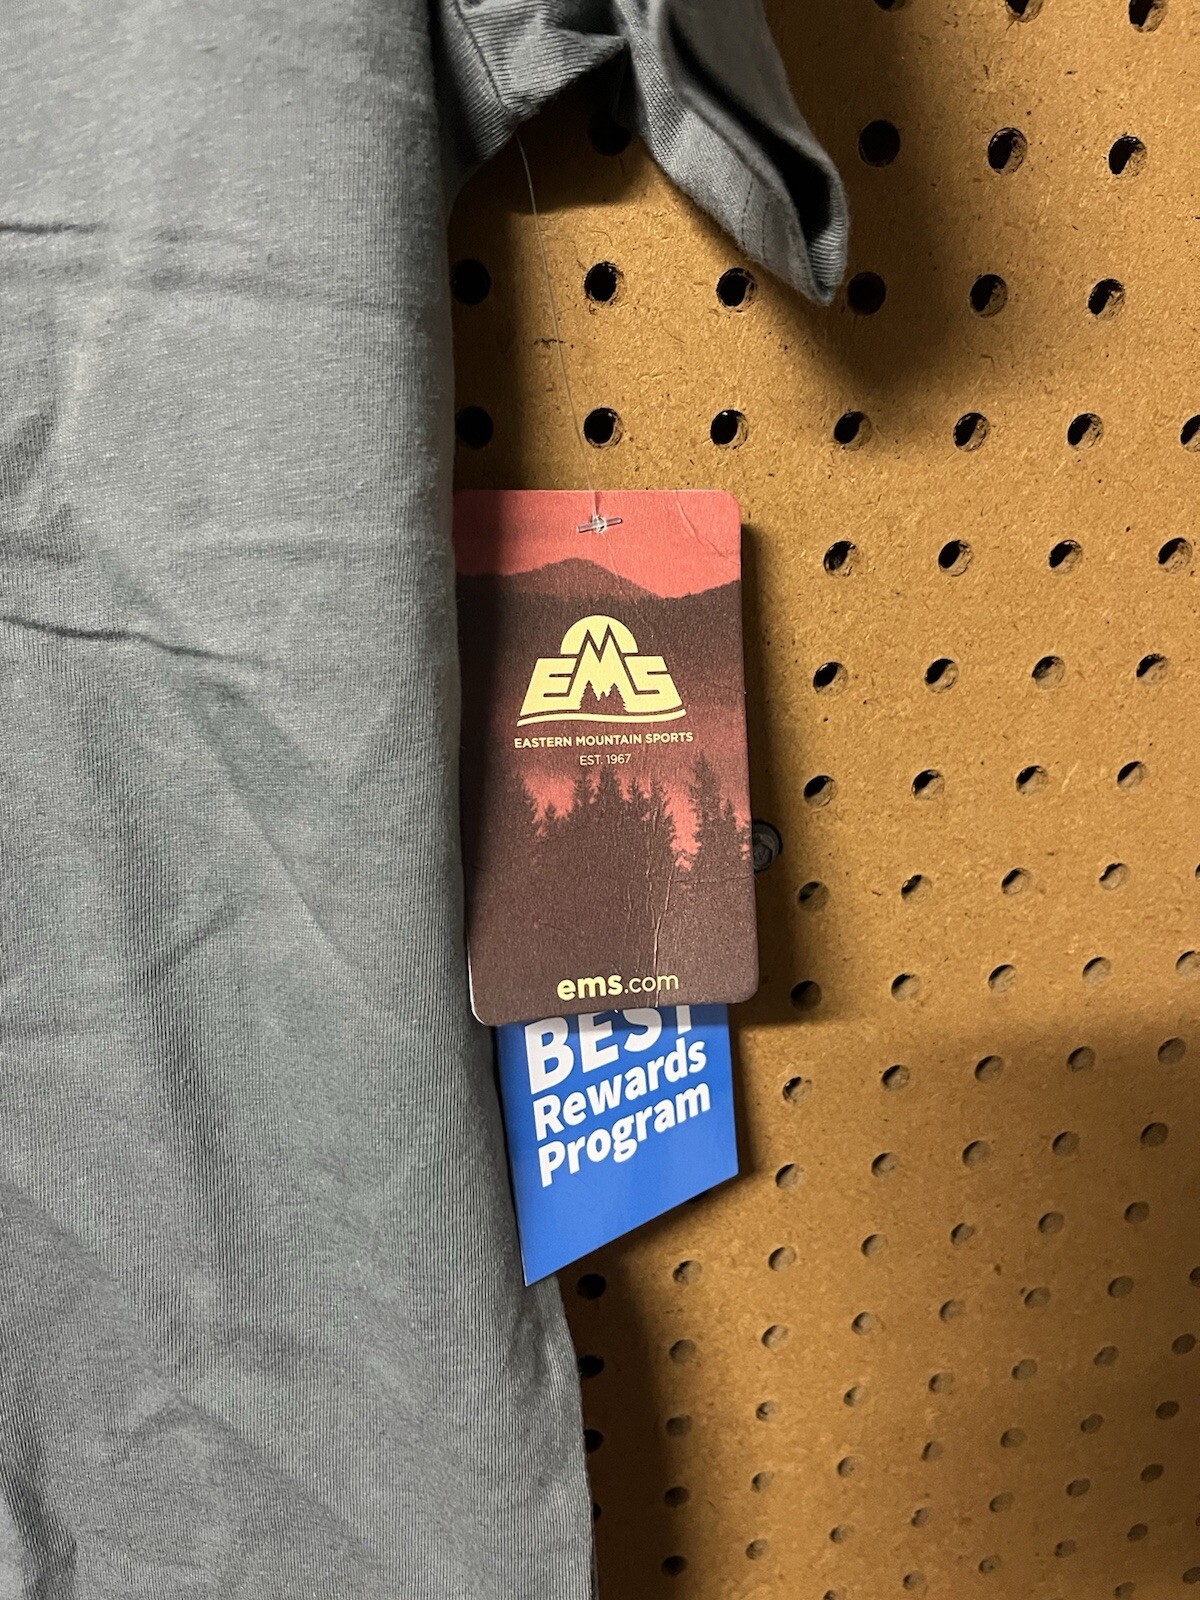 EMS
EASTERN MOUNTAIN SPORTS
EST. 1967
ems.com
BEST
Rewards
Program